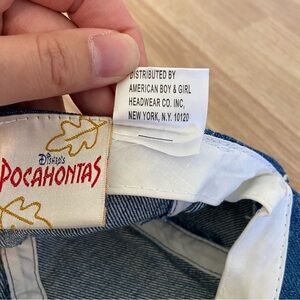 DISTRIBUTED BY
AMERICAN BOY & GIRL
HEADWEAR CO. INC,
NEW YORK, N.Y. 10120
Disney's
POCAHONTAS